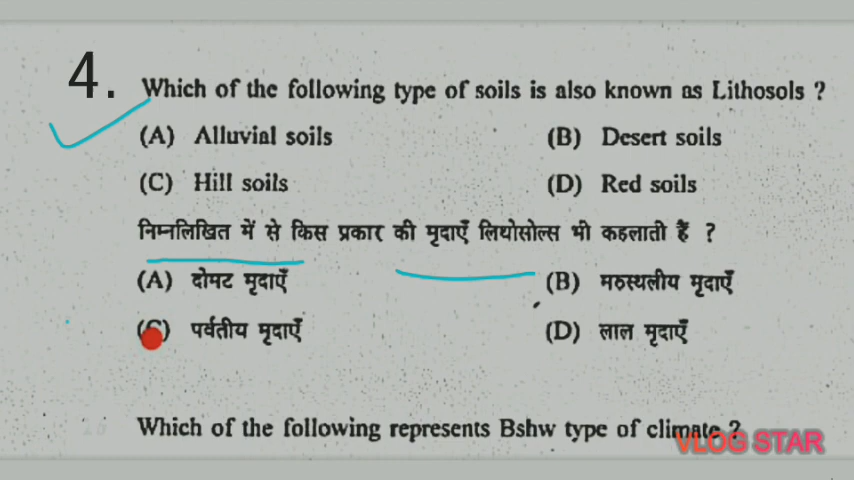 4. Which of the following type of soils is also known as Lithosols ?
(A) Alluvial soils (B) Desert soils
(C) Hill soils (D) Red soils
निम्नलिखित में से किस प्रकार की मृदाएँ लिथोसोल्स भी कहलाती हैं ?
(A) दोमट मृदाएँ (B) मरुस्थलीय मृदाएँ
(C) पर्वतीय मृदाएँ (D) लाल मृदाएँ
Which of the following represents Bshw type of climate ?
VLOG STAR